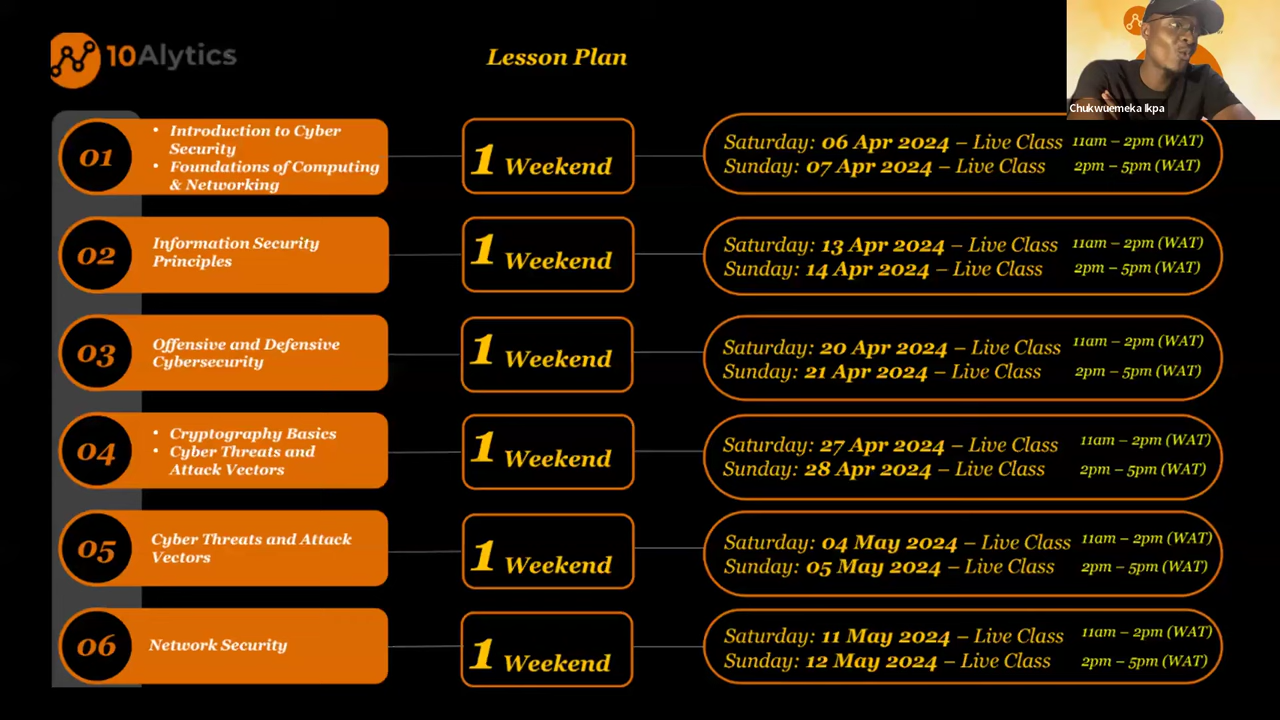 10Alytics
Lesson Plan
Chukwuemeka Ikpa
01
• Introduction to Cyber
Security
• Foundations of Computing
& Networking
1 Weekend
Saturday: 06 Apr 2024 – Live Class 11am – 2pm (WAT)
Sunday: 07 Apr 2024 – Live Class 2pm – 5pm (WAT)
02
Information Security
Principles
1 Weekend
Saturday: 13 Apr 2024 – Live Class 11am – 2pm (WAT)
Sunday: 14 Apr 2024 – Live Class 2pm – 5pm (WAT)
03
Offensive and Defensive
Cybersecurity
1 Weekend
Saturday: 20 Apr 2024 – Live Class 11am – 2pm (WAT)
Sunday: 21 Apr 2024 – Live Class 2pm – 5pm (WAT)
04
• Cryptography Basics
• Cyber Threats and
Attack Vectors
1 Weekend
Saturday: 27 Apr 2024 – Live Class 11am – 2pm (WAT)
Sunday: 28 Apr 2024 – Live Class 2pm – 5pm (WAT)
05
Cyber Threats and Attack
Vectors
1 Weekend
Saturday: 04 May 2024 – Live Class 11am – 2pm (WAT)
Sunday: 05 May 2024 – Live Class 2pm – 5pm (WAT)
06
Network Security
1 Weekend
Saturday: 11 May 2024 – Live Class 11am – 2pm (WAT)
Sunday: 12 May 2024 – Live Class 2pm – 5pm (WAT)